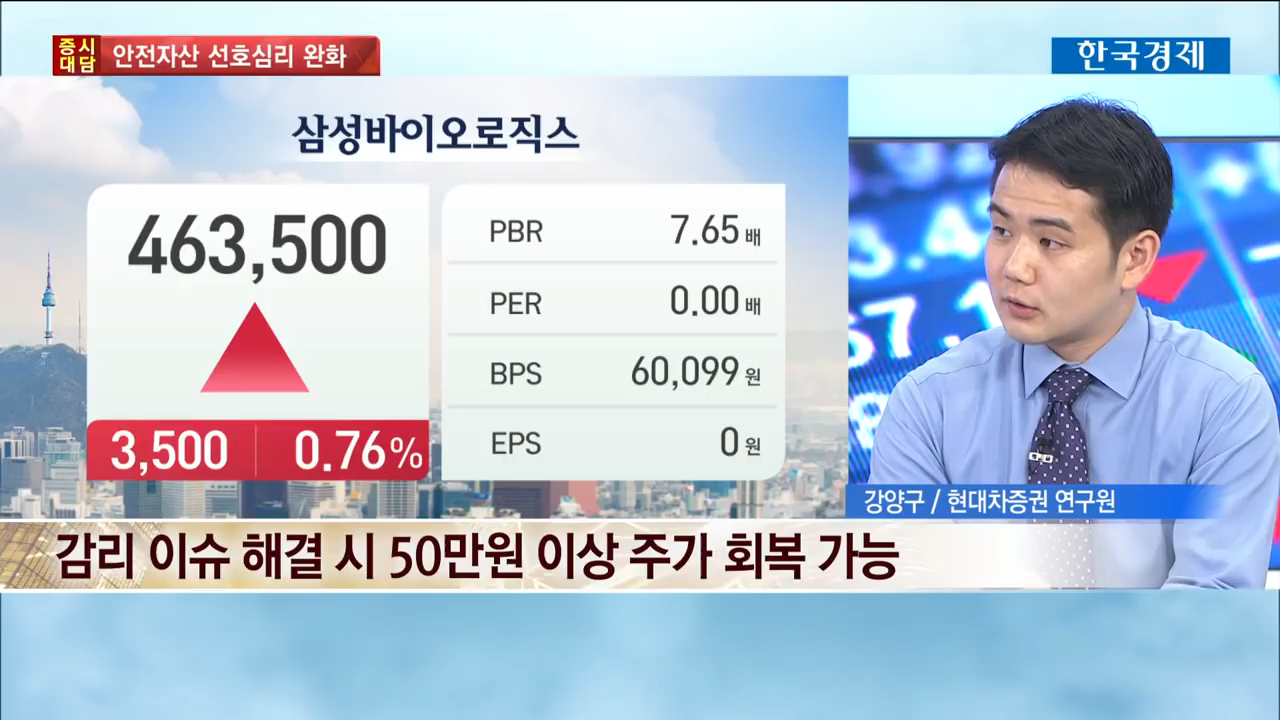 증시
대담
안전자산 선호심리 완화
한국경제
삼성바이오로직스
463,500
3,500 0.76%
PBR 7.65 배
PER 0.00 배
BPS 60,099 원
EPS 0 원
3.4
67.1
강양구 / 현대차증권 연구원
감리 이슈 해결 시 50만원 이상 주가 회복 가능